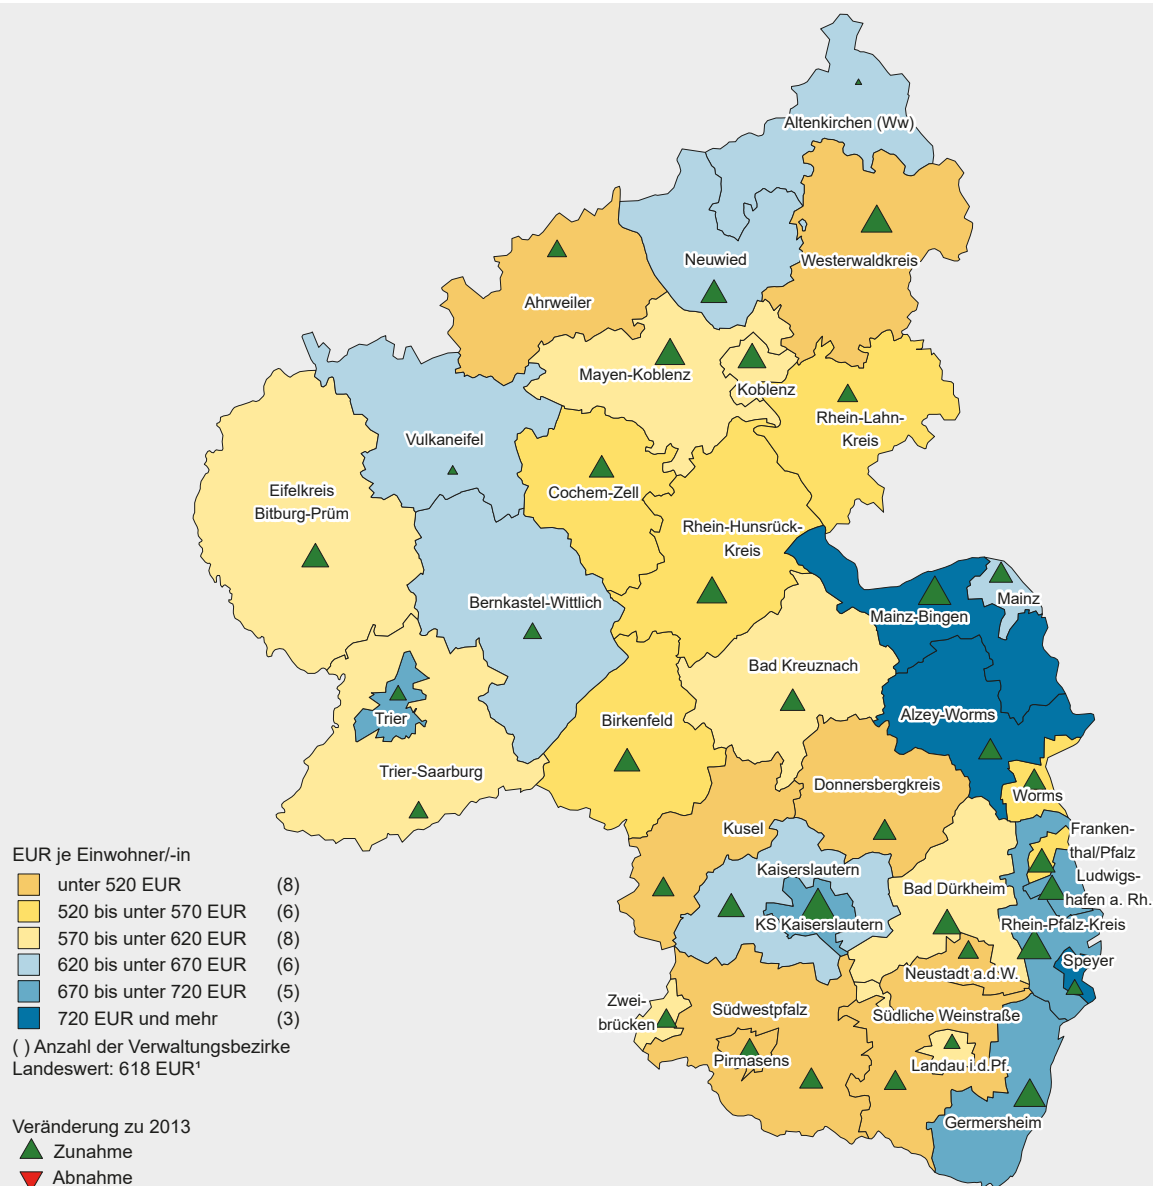 Altenkirchen (Ww)
Neuwied
Westerwaldkreis
Ahrweiler
Mayen-Koblenz
Koblenz
Rhein-Lahn-
Kreis
Vulkaneifel
Cochem-Zell
Eifelkreis
Bitburg-Prüm
Rhein-Hunsrück-
Kreis
Bernkastel-Wittlich
Mainz
Mainz-Bingen
Bad Kreuznach
Trier
Birkenfeld
Alzey-Worms
Trier-Saarburg
Donnersbergkreis
Worms
Kusel
Franken-
thal/Pfalz
Kaiserslautern
Ludwigs-
hafen a. Rh.
Bad Dürkheim
KS Kaiserslautern
Rhein-Pfalz-Kreis
Neustadt a.d.W.
Speyer
Zwei-
brücken
Südwestpfalz
Südliche Weinstraße
Pirmasens
Landau i.d.Pf.
Germersheim
EUR je Einwohner/-in
unter 520 EUR (8)
520 bis unter 570 EUR (6)
570 bis unter 620 EUR (8)
620 bis unter 670 EUR (6)
670 bis unter 720 EUR (5)
720 EUR und mehr (3)
( ) Anzahl der Verwaltungsbezirke
Landeswert: 618 EUR¹
Veränderung zu 2013
Zunahme
Abnahme